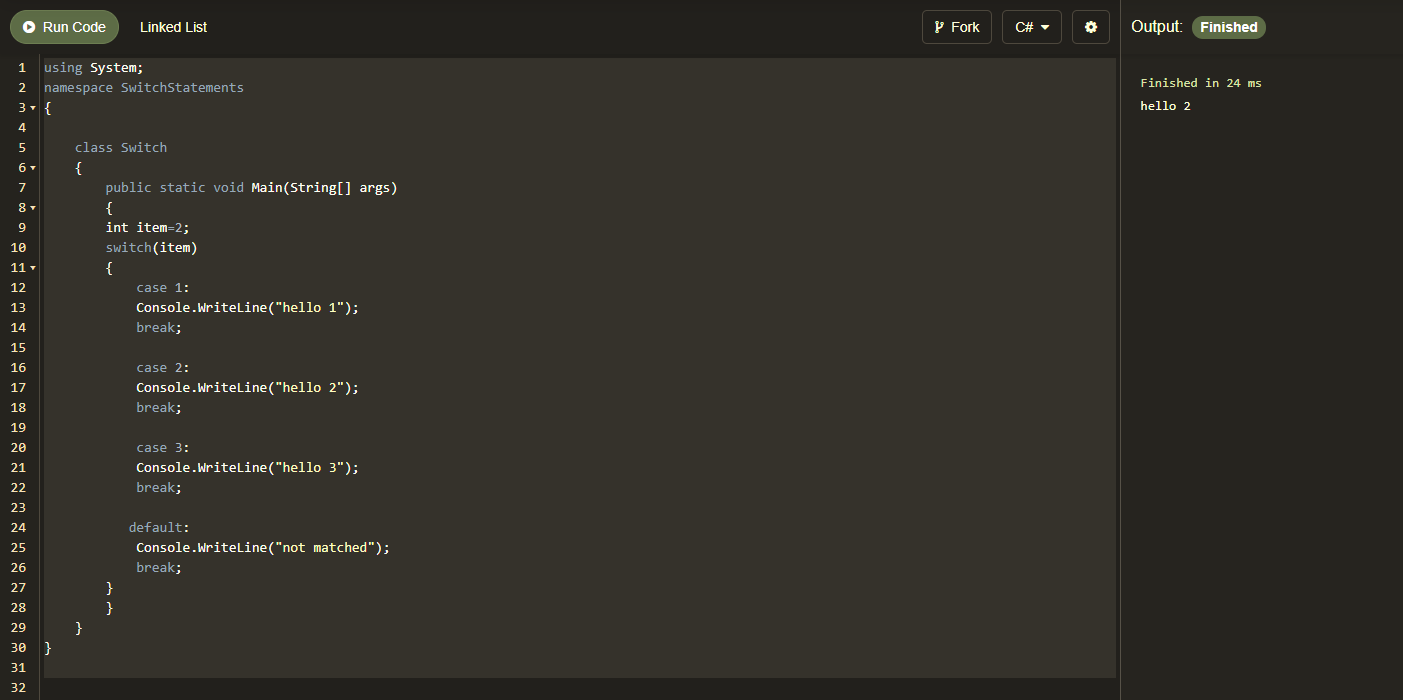 Run Code Linked List Fork C# Output: Finished
1 using System;
2 namespace SwitchStatements
3 {
4
5     class Switch
6     {
7         public static void Main(String[] args)
8         {
9         int item=2;
10         switch(item)
11         {
12             case 1:
13             Console.WriteLine("hello 1");
14             break;
15
16             case 2:
17             Console.WriteLine("hello 2");
18             break;
19
20             case 3:
21             Console.WriteLine("hello 3");
22             break;
23
24            default:
25             Console.WriteLine("not matched");
26             break;
27         }
28         }
29     }
30 }
31
32
Finished in 24 ms
hello 2